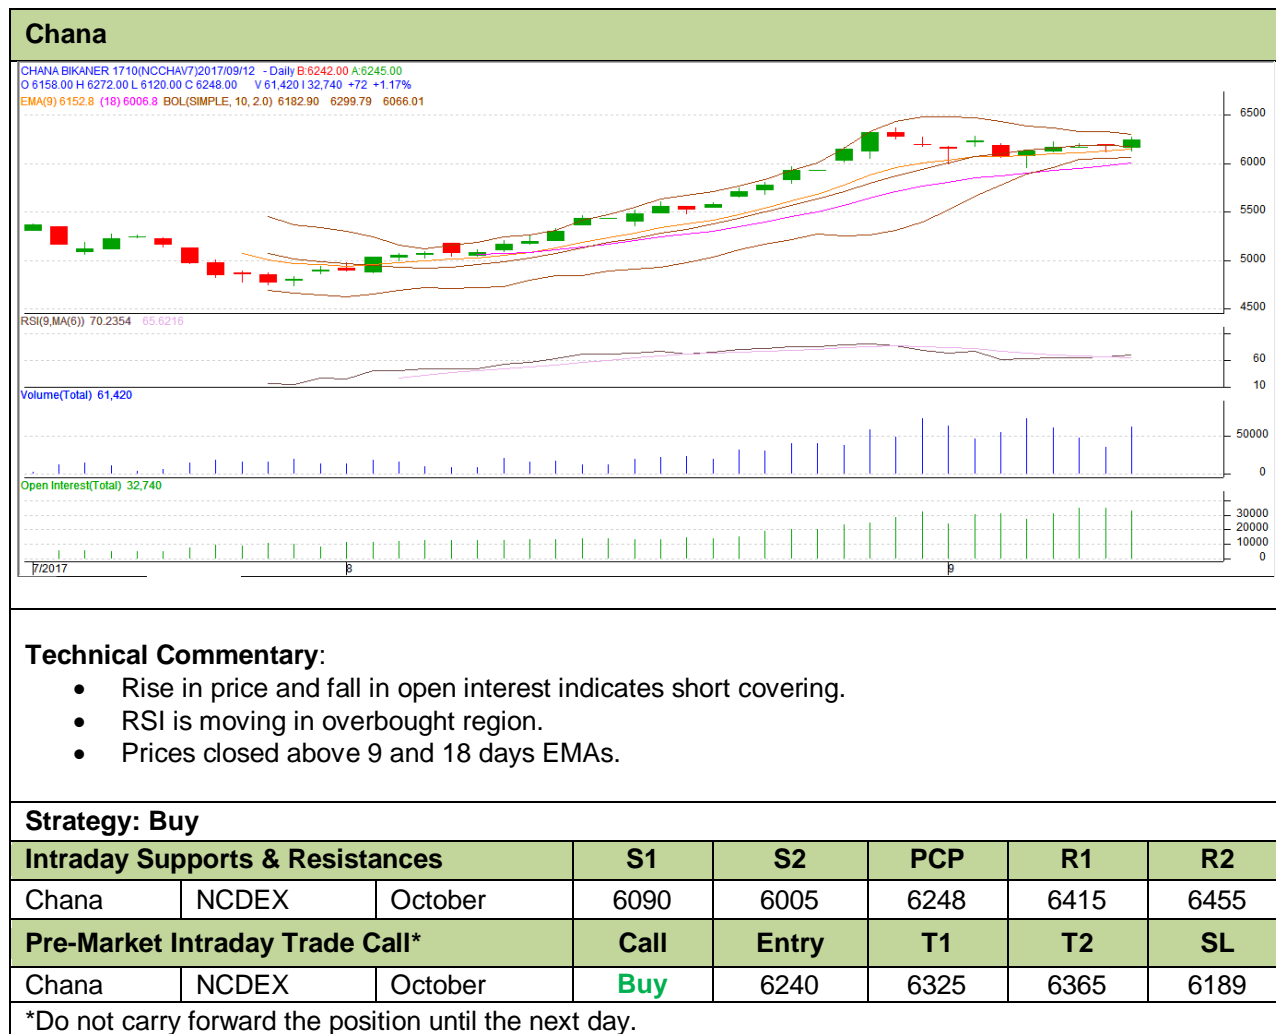 Chana
CHANA BIKANER 1710(NCCHAV7)2017/09/12 - Daily B:6242.00 A:6245.00
O 6158.00 H 6272.00 L 6120.00 C 6248.00 V 61,420 I 32,740 +72 +1.17%
EMA(9) 6152.8 (18) 6006.8 BOL(SIMPLE, 10, 2.0) 6182.90 6299.79 6066.01
6500
6000
5500
5000
4500
RSI(9,MA(6)) 70.2354 65.6216
60
10
Volume(Total) 61,420
50000
0
Open Interest(Total) 32,740
30000
20000
10000
0
7/2017 8 9
Technical Commentary:
• Rise in price and fall in open interest indicates short covering.
• RSI is moving in overbought region.
• Prices closed above 9 and 18 days EMAs.
Strategy: Buy
Intraday Supports & Resistances S1 S2 PCP R1 R2
Chana NCDEX October 6090 6005 6248 6415 6455
Pre-Market Intraday Trade Call* Call Entry T1 T2 SL
Chana NCDEX October Buy 6240 6325 6365 6189
*Do not carry forward the position until the next day.